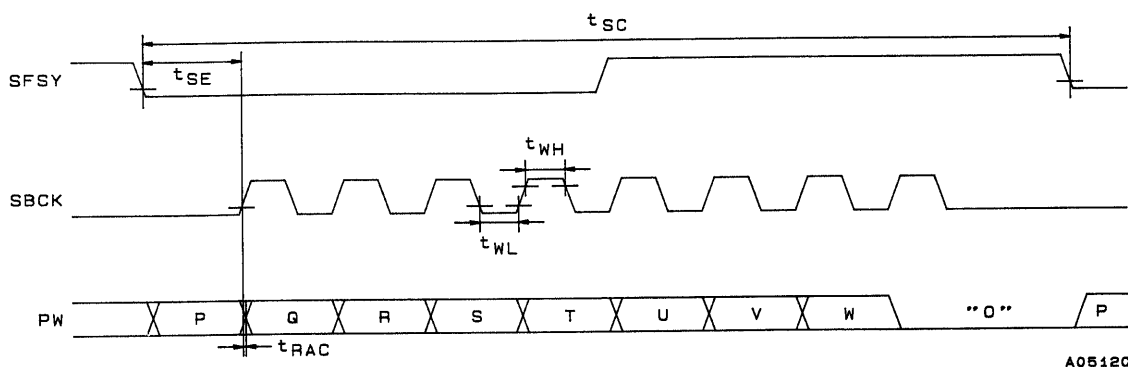 tSC
tSE
SFSY
tWH
SBCK
tWL
PW P Q R S T U V W "0" P
tRAC
A05120